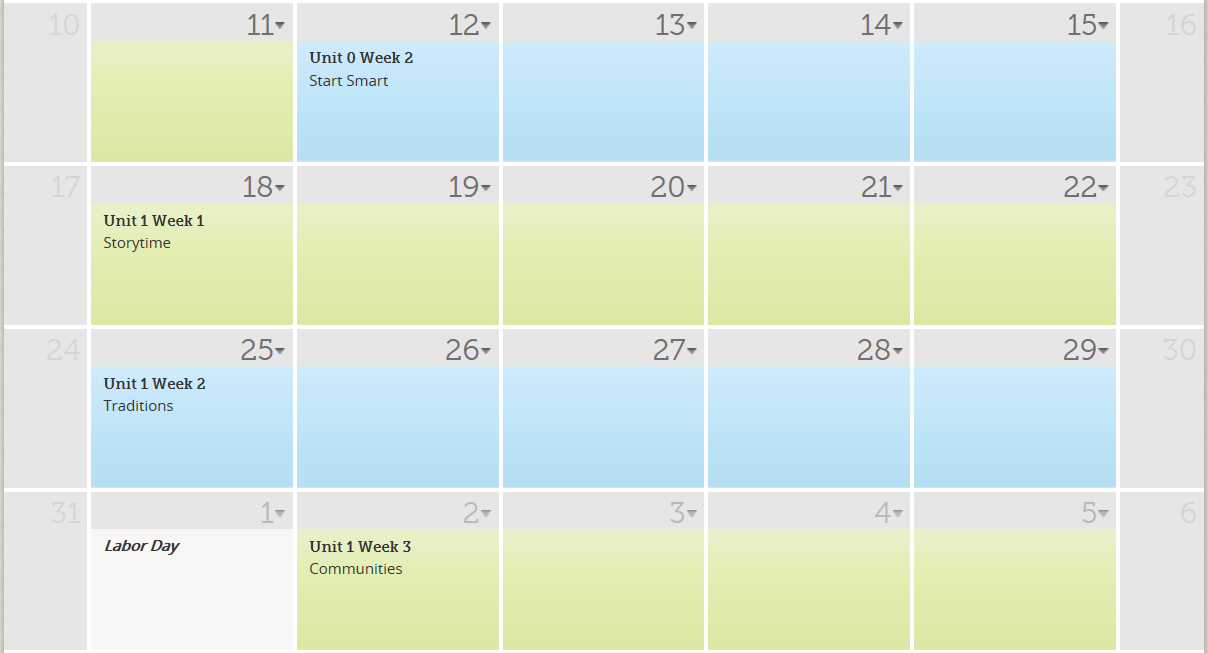 10 11 12 13 14 15 16
Unit 0 Week 2
Start Smart
17 18 19 20 21 22 23
Unit 1 Week 1
Storytime
24 25 26 27 28 29 30
Unit 1 Week 2
Traditions
31 1 2 3 4 5 6
Labor Day
Unit 1 Week 3
Communities